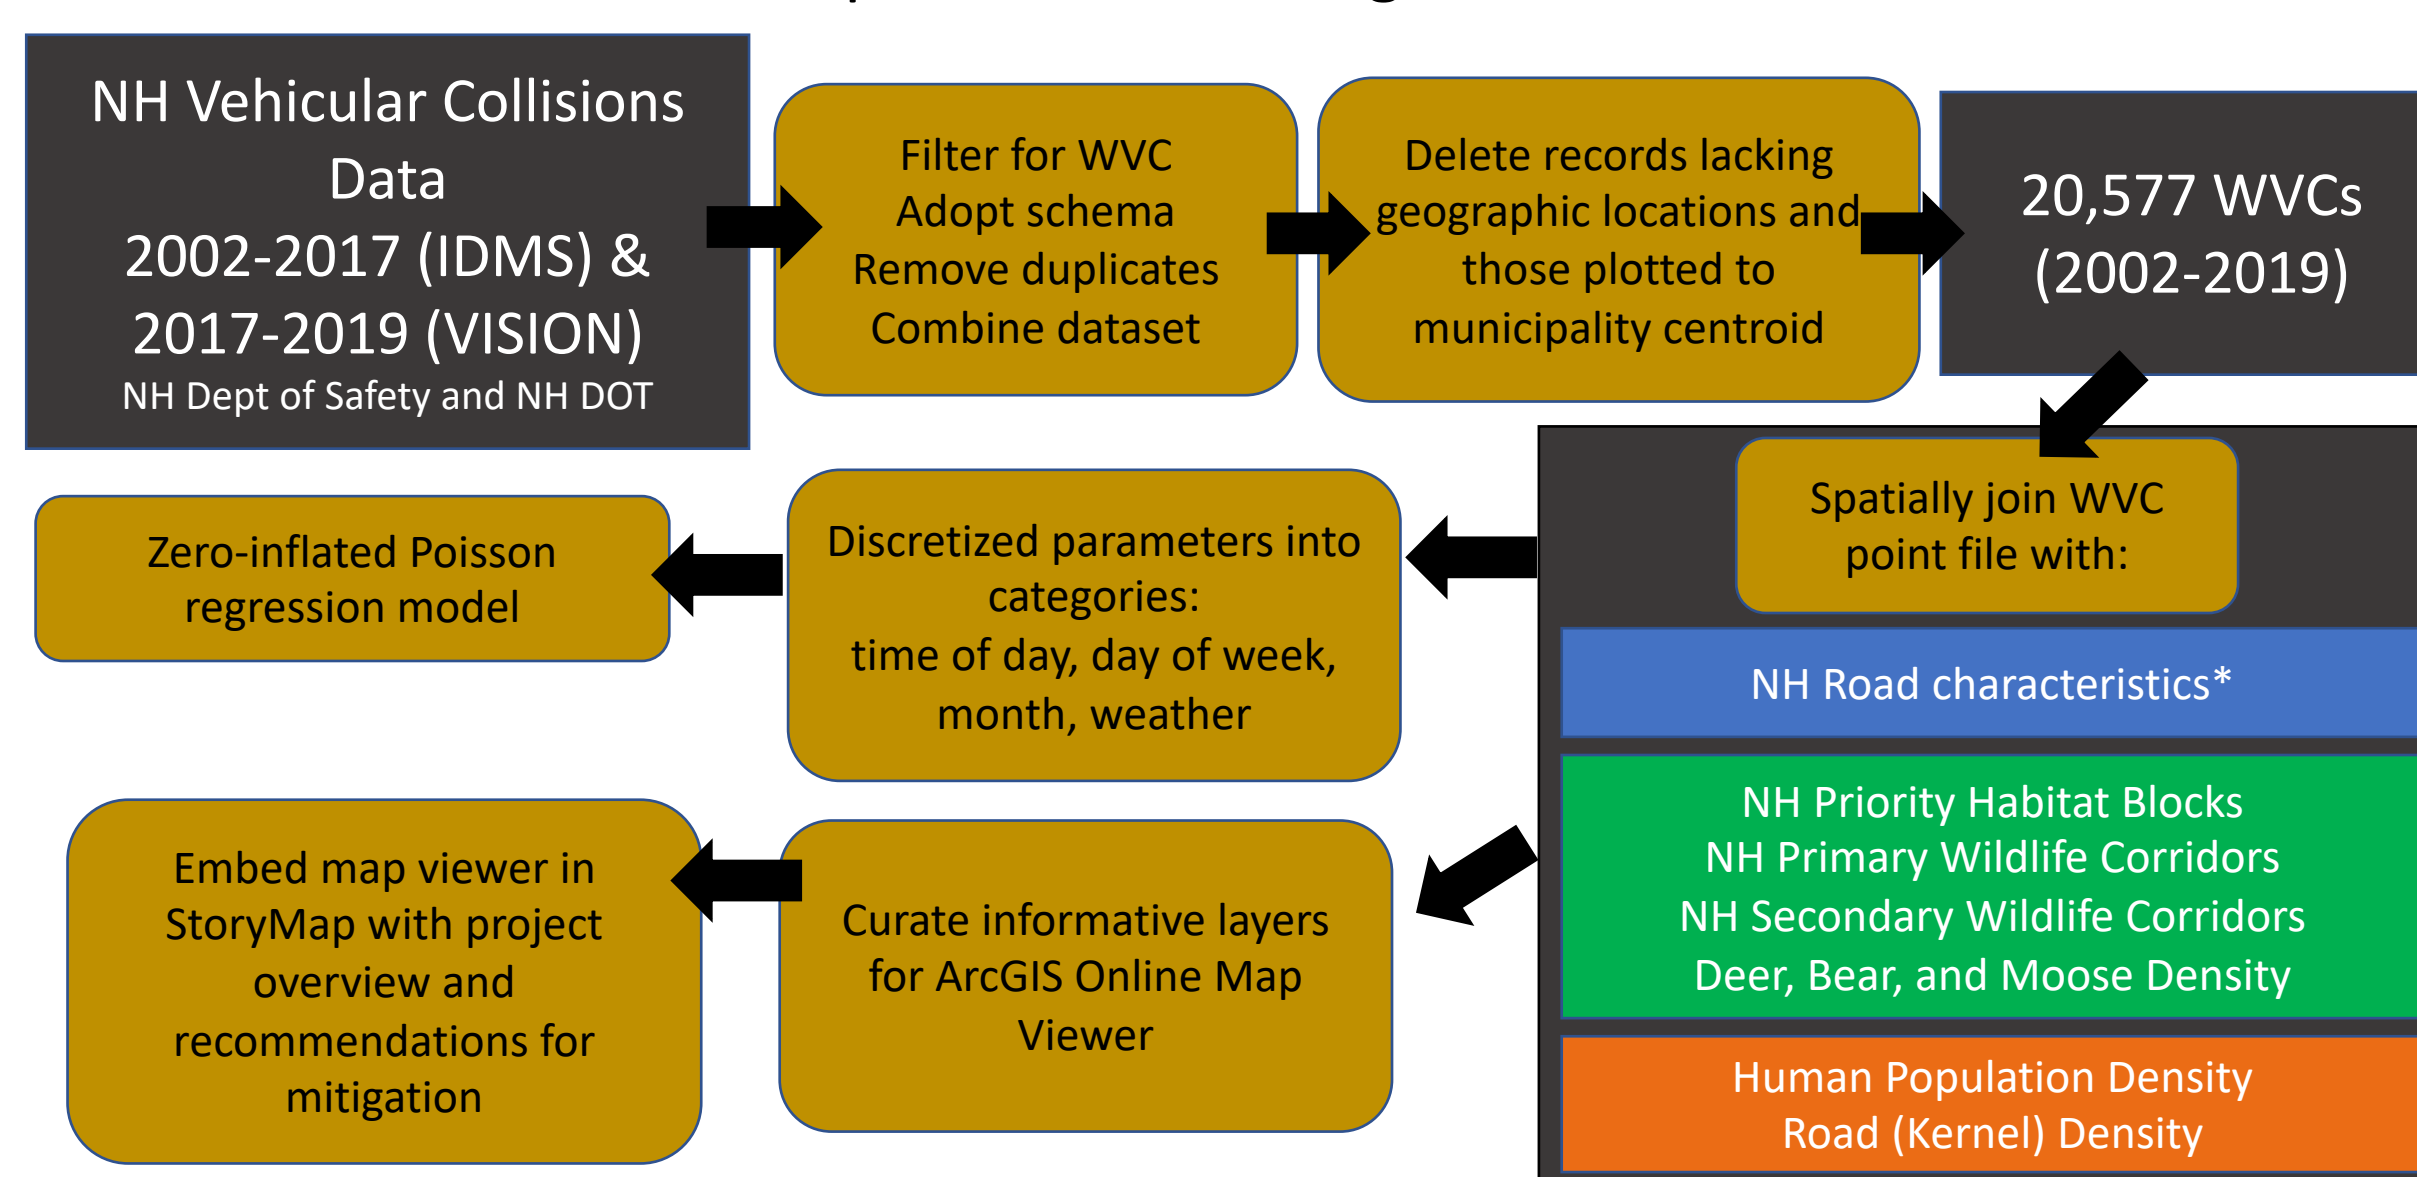 NH Vehicular Collisions
Data
2002-2017 (IDMS) &
2017-2019 (VISION)
NH Dept of Safety and NH DOT
Filter for WVC
Adopt schema
Remove duplicates
Combine dataset
Delete records lacking
geographic locations and
those plotted to
municipality centroid
20,577 WVCs
(2002-2019)
Spatially join WVC
point file with:
NH Road characteristics*
NH Priority Habitat Blocks
NH Primary Wildlife Corridors
NH Secondary Wildlife Corridors
Deer, Bear, and Moose Density
Human Population Density
Road (Kernel) Density
Discretized parameters into
categories:
time of day, day of week,
month, weather
Zero-inflated Poisson
regression model
Curate informative layers
for ArcGIS Online Map
Viewer
Embed map viewer in
StoryMap with project
overview and
recommendations for
mitigation